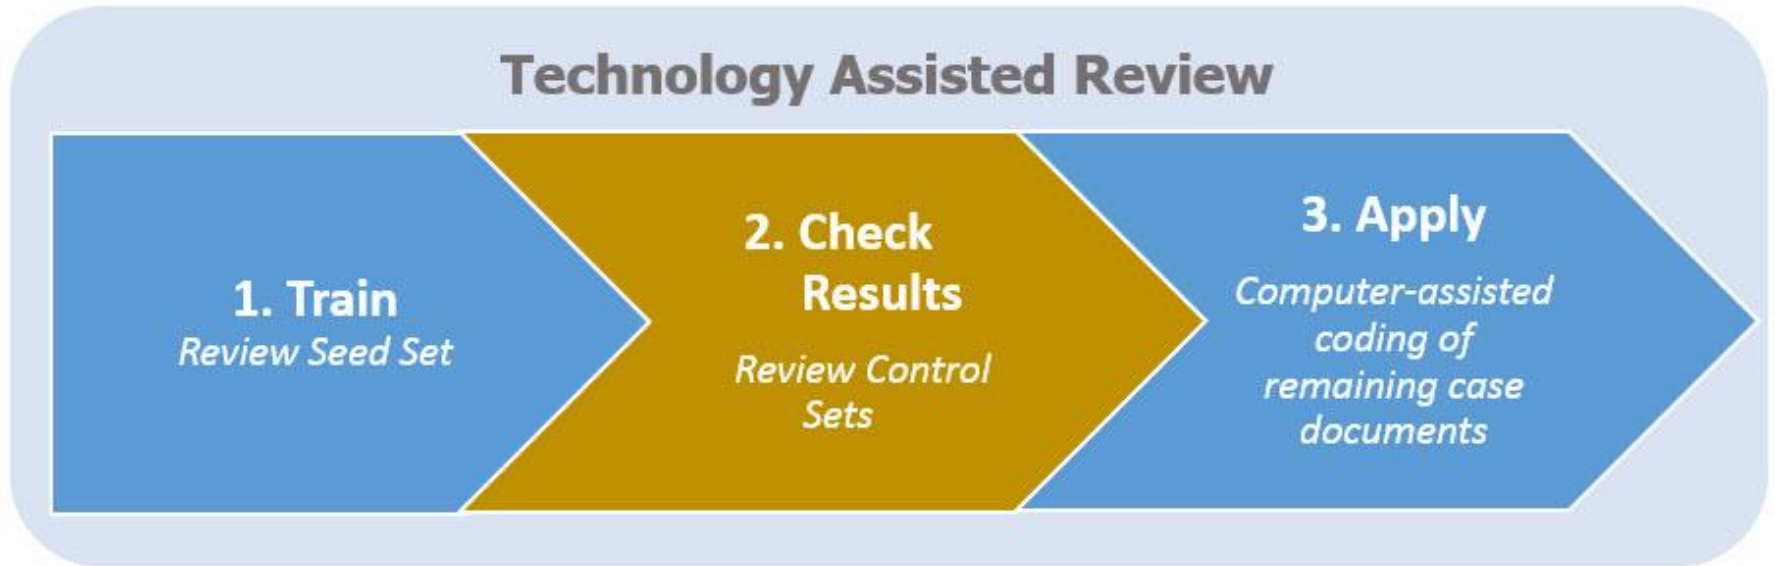 Technology Assisted Review
1. Train
Review Seed Set
2. Check
Results
Review Control
Sets
3. Apply
Computer-assisted
coding of
remaining case
documents